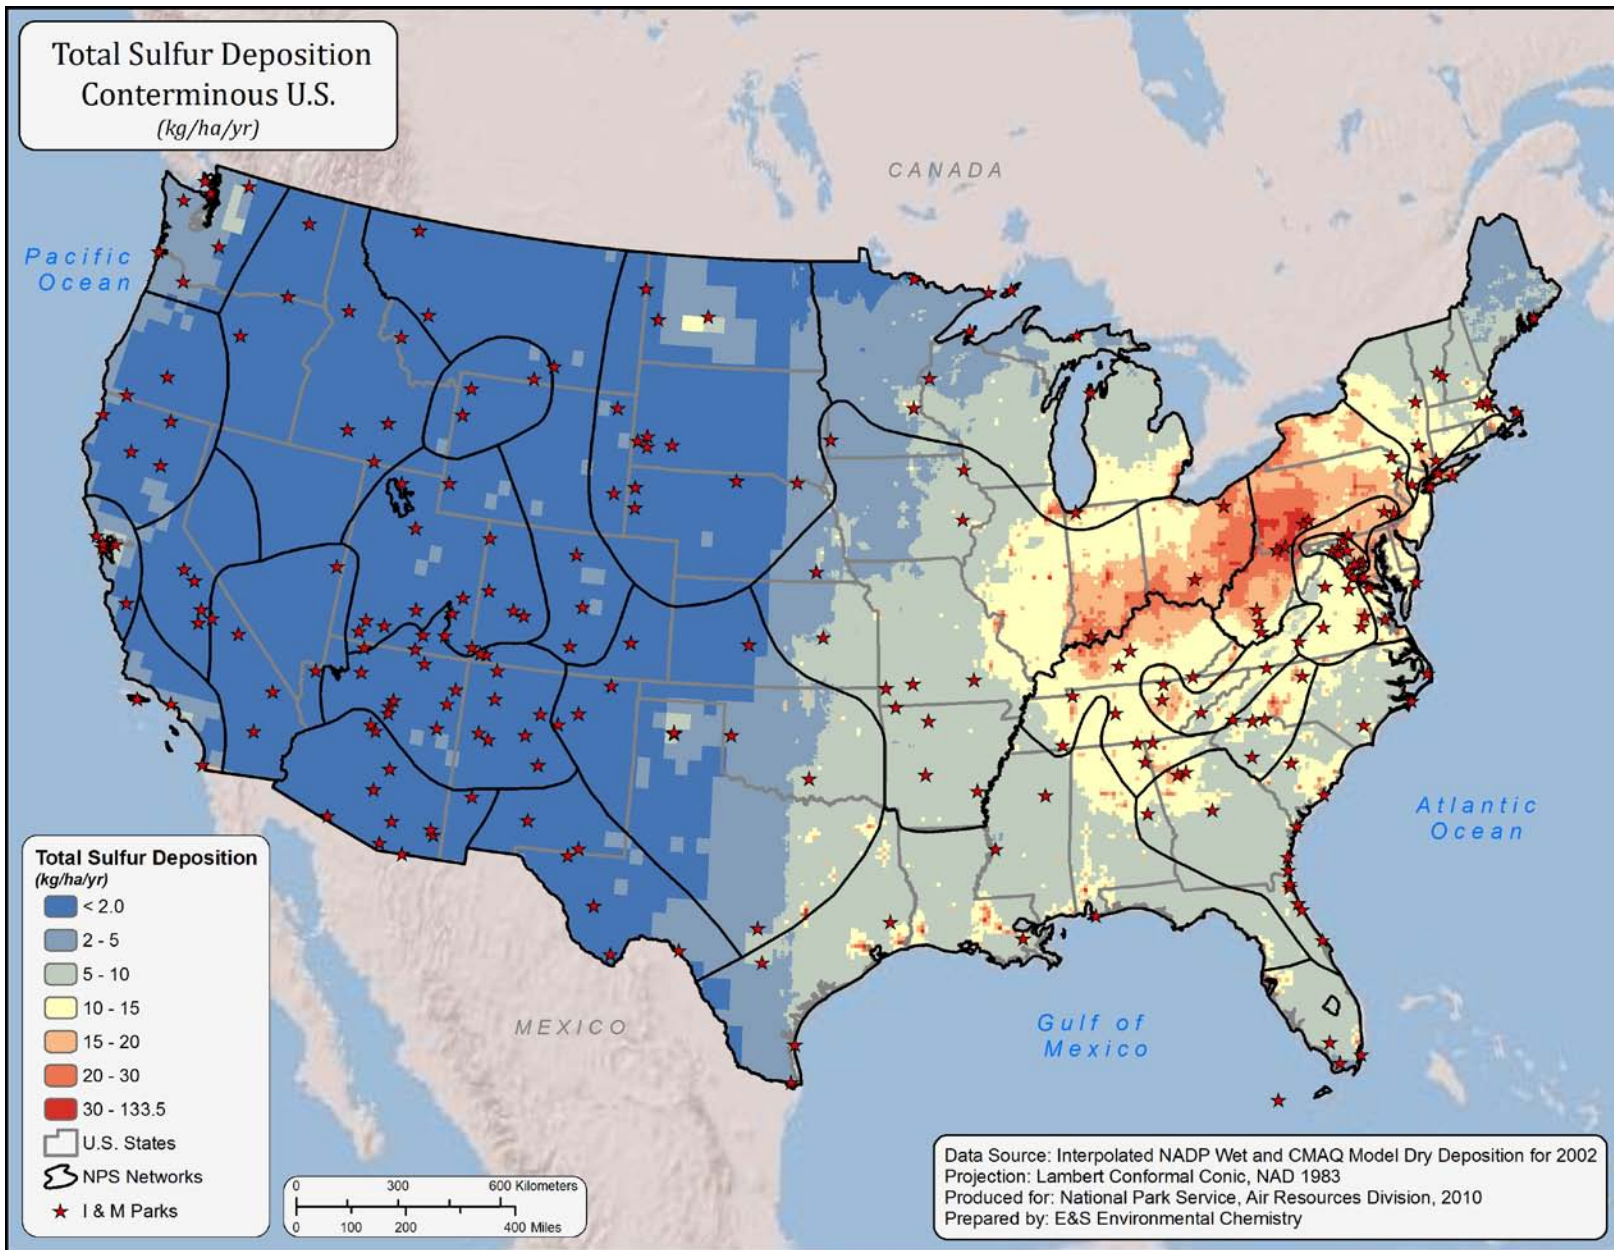 Total Sulfur Deposition
Conterminous U.S.
(kg/ha/yr)
CANADA
Pacific
Ocean
Atlantic
Ocean
Gulf of
Mexico
MEXICO
Total Sulfur Deposition
(kg/ha/yr)
< 2.0
2 - 5
5 - 10
10 - 15
15 - 20
20 - 30
30 - 133.5
U.S. States
NPS Networks
I & M Parks
0 300 600 Kilometers
0 100 200 400 Miles
Data Source: Interpolated NADP Wet and CMAQ Model Dry Deposition for 2002
Projection: Lambert Conformal Conic, NAD 1983
Produced for: National Park Service, Air Resources Division, 2010
Prepared by: E&S Environmental Chemistry